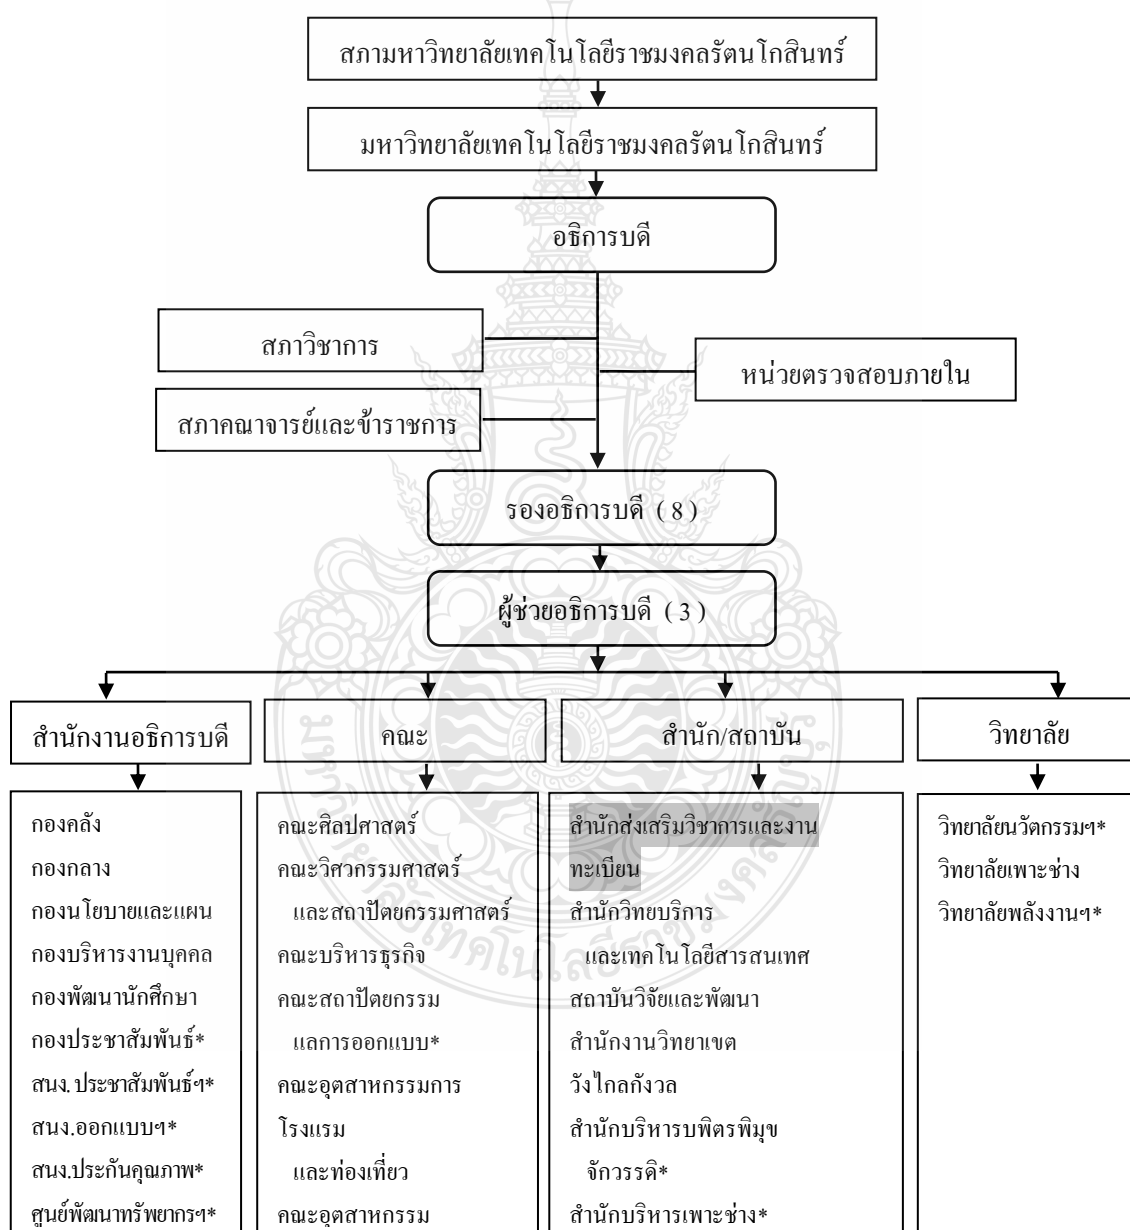 สภามหาวิทยาลัยเทคโนโลยีราชมงคลรัตนโกสินทร์
มหาวิทยาลัยเทคโนโลยีราชมงคลรัตนโกสินทร์
อธิการบดี
สภาวิชาการ
หน่วยตรวจสอบภายใน
สภาคณาจารย์และข้าราชการ
รองอธิการบดี ( 8 )
ผู้ช่วยอธิการบดี ( 3 )
สำนักงานอธิการบดี
คณะ
สำนัก/สถาบัน
วิทยาลัย
กองคลัง
กองกลาง
กองนโยบายและแผน
กองบริหารงานบุคคล
กองพัฒนานักศึกษา
กองประชาสัมพันธ์*
สนง. ประชาสัมพันธ์ฯ*
สนง.ออกแบบฯ*
สนง.ประกันคุณภาพ*
ศูนย์พัฒนาทรัพยากรฯ*
คณะศิลปศาสตร์
คณะวิศวกรรมศาสตร์
และสถาปัตยกรรมศาสตร์
คณะบริหารธุรกิจ
คณะสถาปัตยกรรม
แลการออกแบบ*
คณะอุตสาหกรรมการ
โรงแรม
และท่องเที่ยว
คณะอุตสาหกรรม
สำนักส่งเสริมวิชาการและงาน
ทะเบียน
สำนักวิทยบริการ
และเทคโนโลยีสารสนเทศ
สถาบันวิจัยและพัฒนา
สำนักงานวิทยาเขต
วังไกลกังวล
สำนักบริหารบพิตรพิมุข
จักวรรดิ*
สำนักบริหารเพาะช่าง*
วิทยาลัยนวัตกรรมฯ*
วิทยาลัยเพาะช่าง
วิทยาลัยพลังงานฯ*